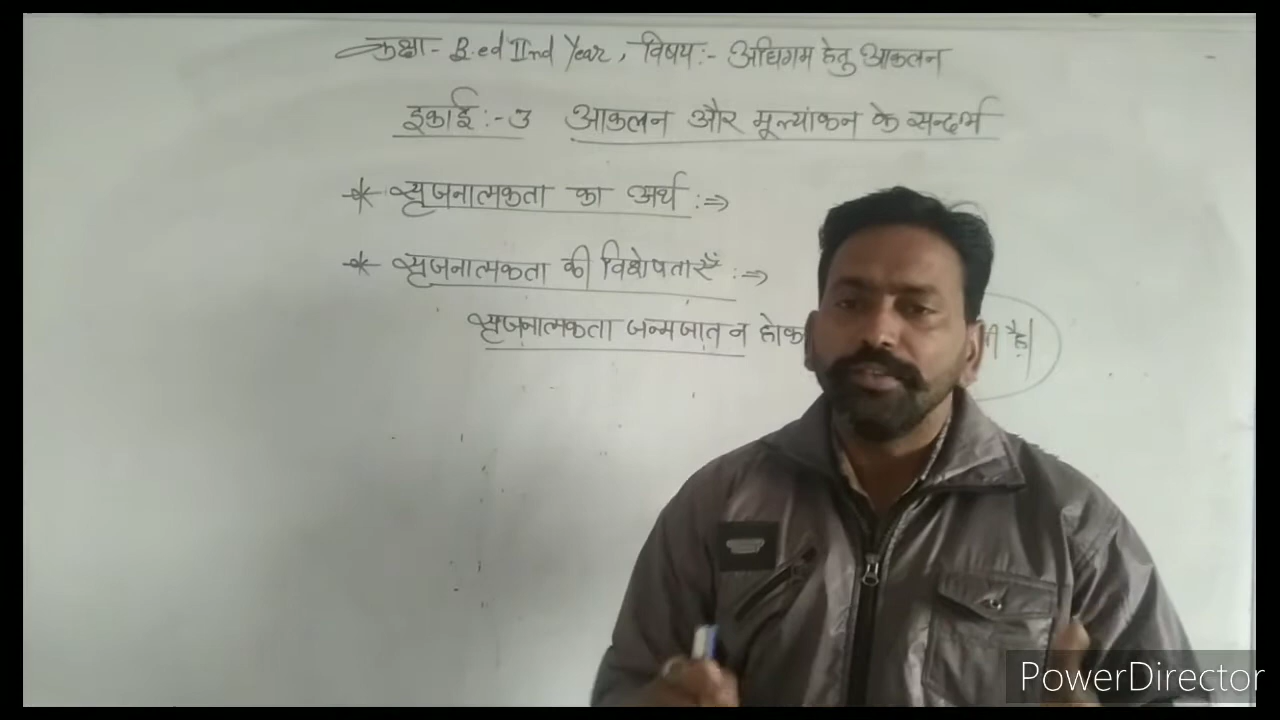 कक्षा - B.ed IInd Year, विषय :- अधिगम हेतु आकलन
इकाई :- 3 आकलन और मूल्यांकन के सन्दर्भ
* सृजनात्मकता का अर्थ :⇒
* सृजनात्मकता की विशेषताएँ :⇒
सृजनात्मकता जन्मजात न है।
PowerDirector